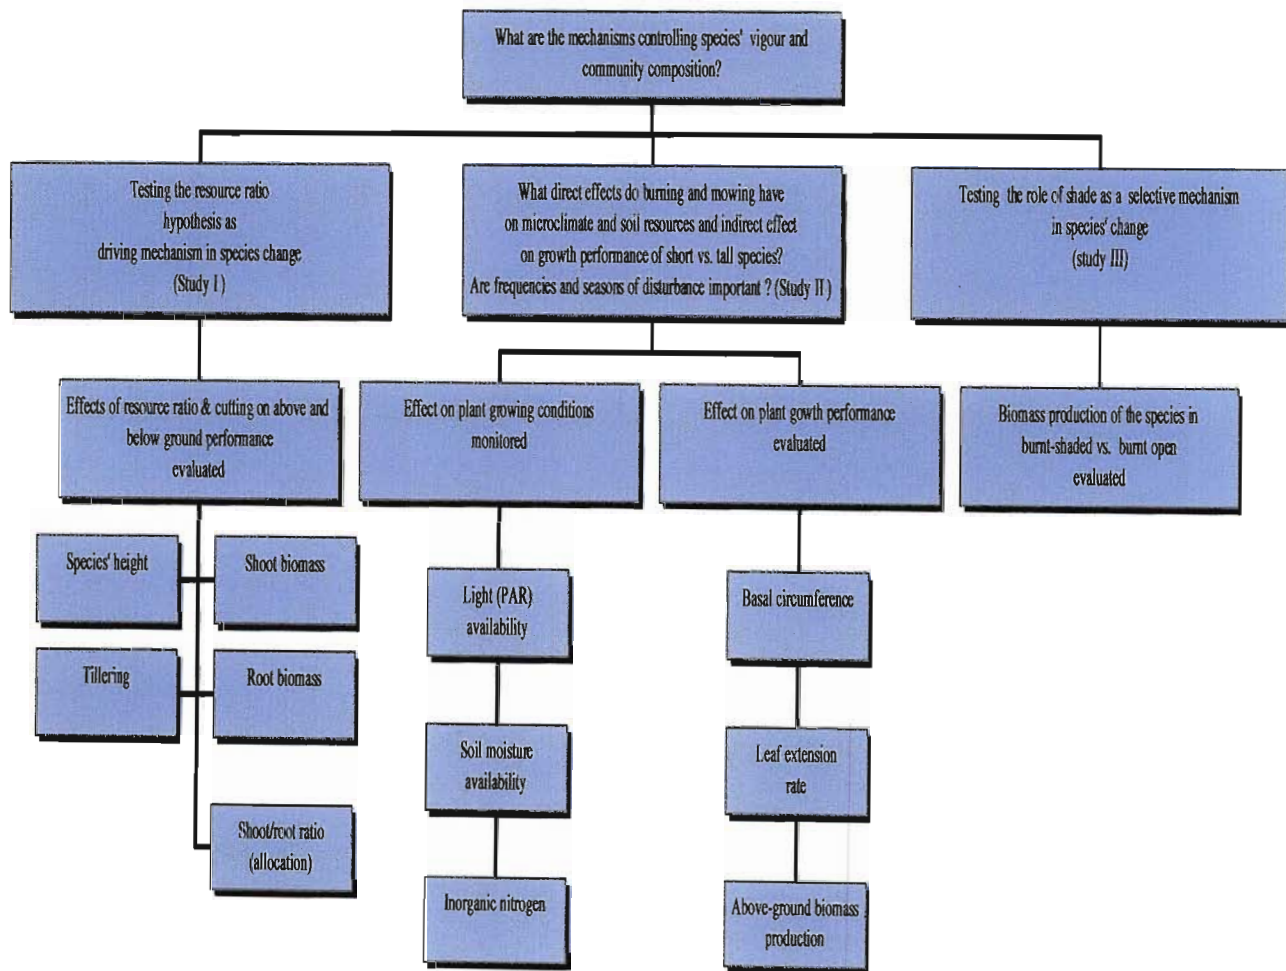 What are the mechanisms controlling species' vigour and
community composition?
Testing the resource ratio
hypothesis as
driving mechanism in species change
(Study I)
What direct effects do burning and mowing have
on microclimate and soil resources and indirect effect
on growth performance of short vs. tall species?
Are frequencies and seasons of disturbance important ? (Study II)
Testing the role of shade as a selective mechanism
in species' change
(study III)
Effects of resource ratio & cutting on above and
below ground performance
evaluated
Effect on plant growing conditions
monitored
Effect on plant gowth performance
evaluated
Biomass production of the species in
burnt-shaded vs. burnt open
evaluated
Species' height
Shoot biomass
Tillering
Root biomass
Shoot/root ratio
(allocation)
Light (PAR)
availability
Soil moisture
availability
Inorganic nitrogen
Basal circumference
Leaf extension
rate
Above-ground biomass
production